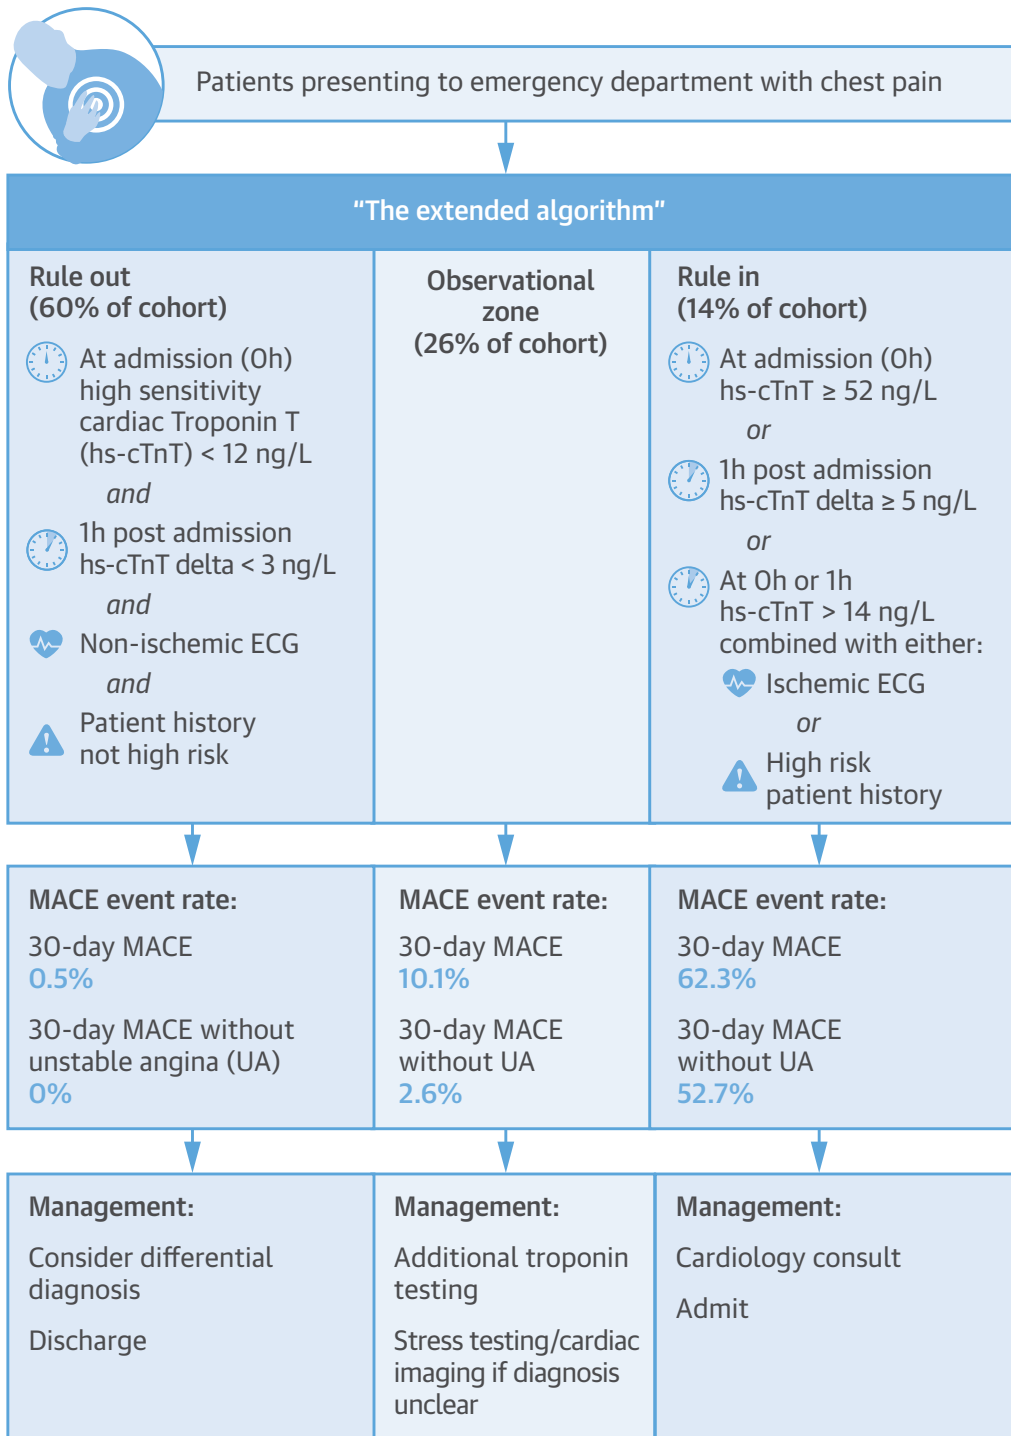 Patients presenting to emergency department with chest pain
"The extended algorithm"
Rule out
(60% of cohort)
At admission (0h)
high sensitivity
cardiac Troponin T
(hs-cTnT) < 12 ng/L
and
1h post admission
hs-cTnT delta < 3 ng/L
and
Non-ischemic ECG
and
Patient history
not high risk
Observational
zone
(26% of cohort)
Rule in
(14% of cohort)
At admission (0h)
hs-cTnT ≥ 52 ng/L
or
1h post admission
hs-cTnT delta ≥ 5 ng/L
or
At 0h or 1h
hs-cTnT > 14 ng/L
combined with either:
Ischemic ECG
or
High risk
patient history
MACE event rate:
30-day MACE
0.5%
30-day MACE without
unstable angina (UA)
0%
MACE event rate:
30-day MACE
10.1%
30-day MACE
without UA
2.6%
MACE event rate:
30-day MACE
62.3%
30-day MACE
without UA
52.7%
Management:
Consider differential
diagnosis
Discharge
Management:
Additional troponin
testing
Stress testing/cardiac
imaging if diagnosis
unclear
Management:
Cardiology consult
Admit